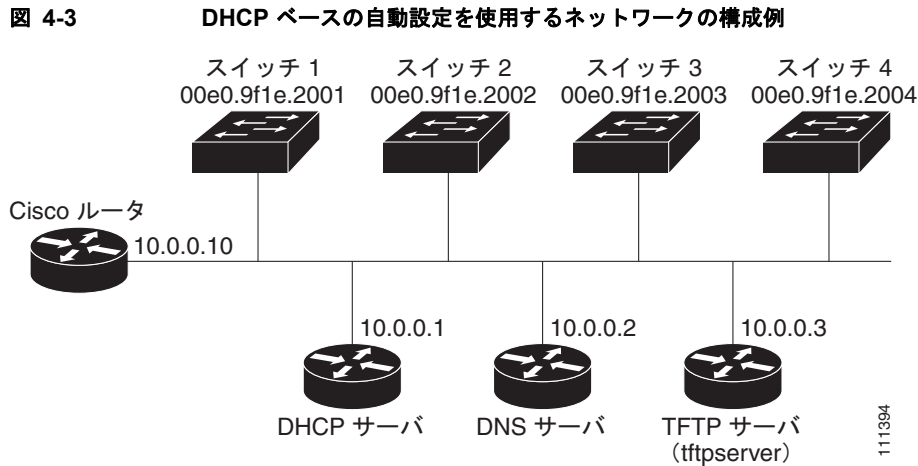 図 4-3 DHCP ベースの自動設定を使用するネットワークの構成例
スイッチ 1
00e0.9f1e.2001
スイッチ 2
00e0.9f1e.2002
スイッチ 3
00e0.9f1e.2003
スイッチ 4
00e0.9f1e.2004
Cisco ルータ
10.0.0.10
10.0.0.1
10.0.0.2
10.0.0.3
DHCP サーバ
DNS サーバ
TFTP サーバ
（tftpserver）
111394